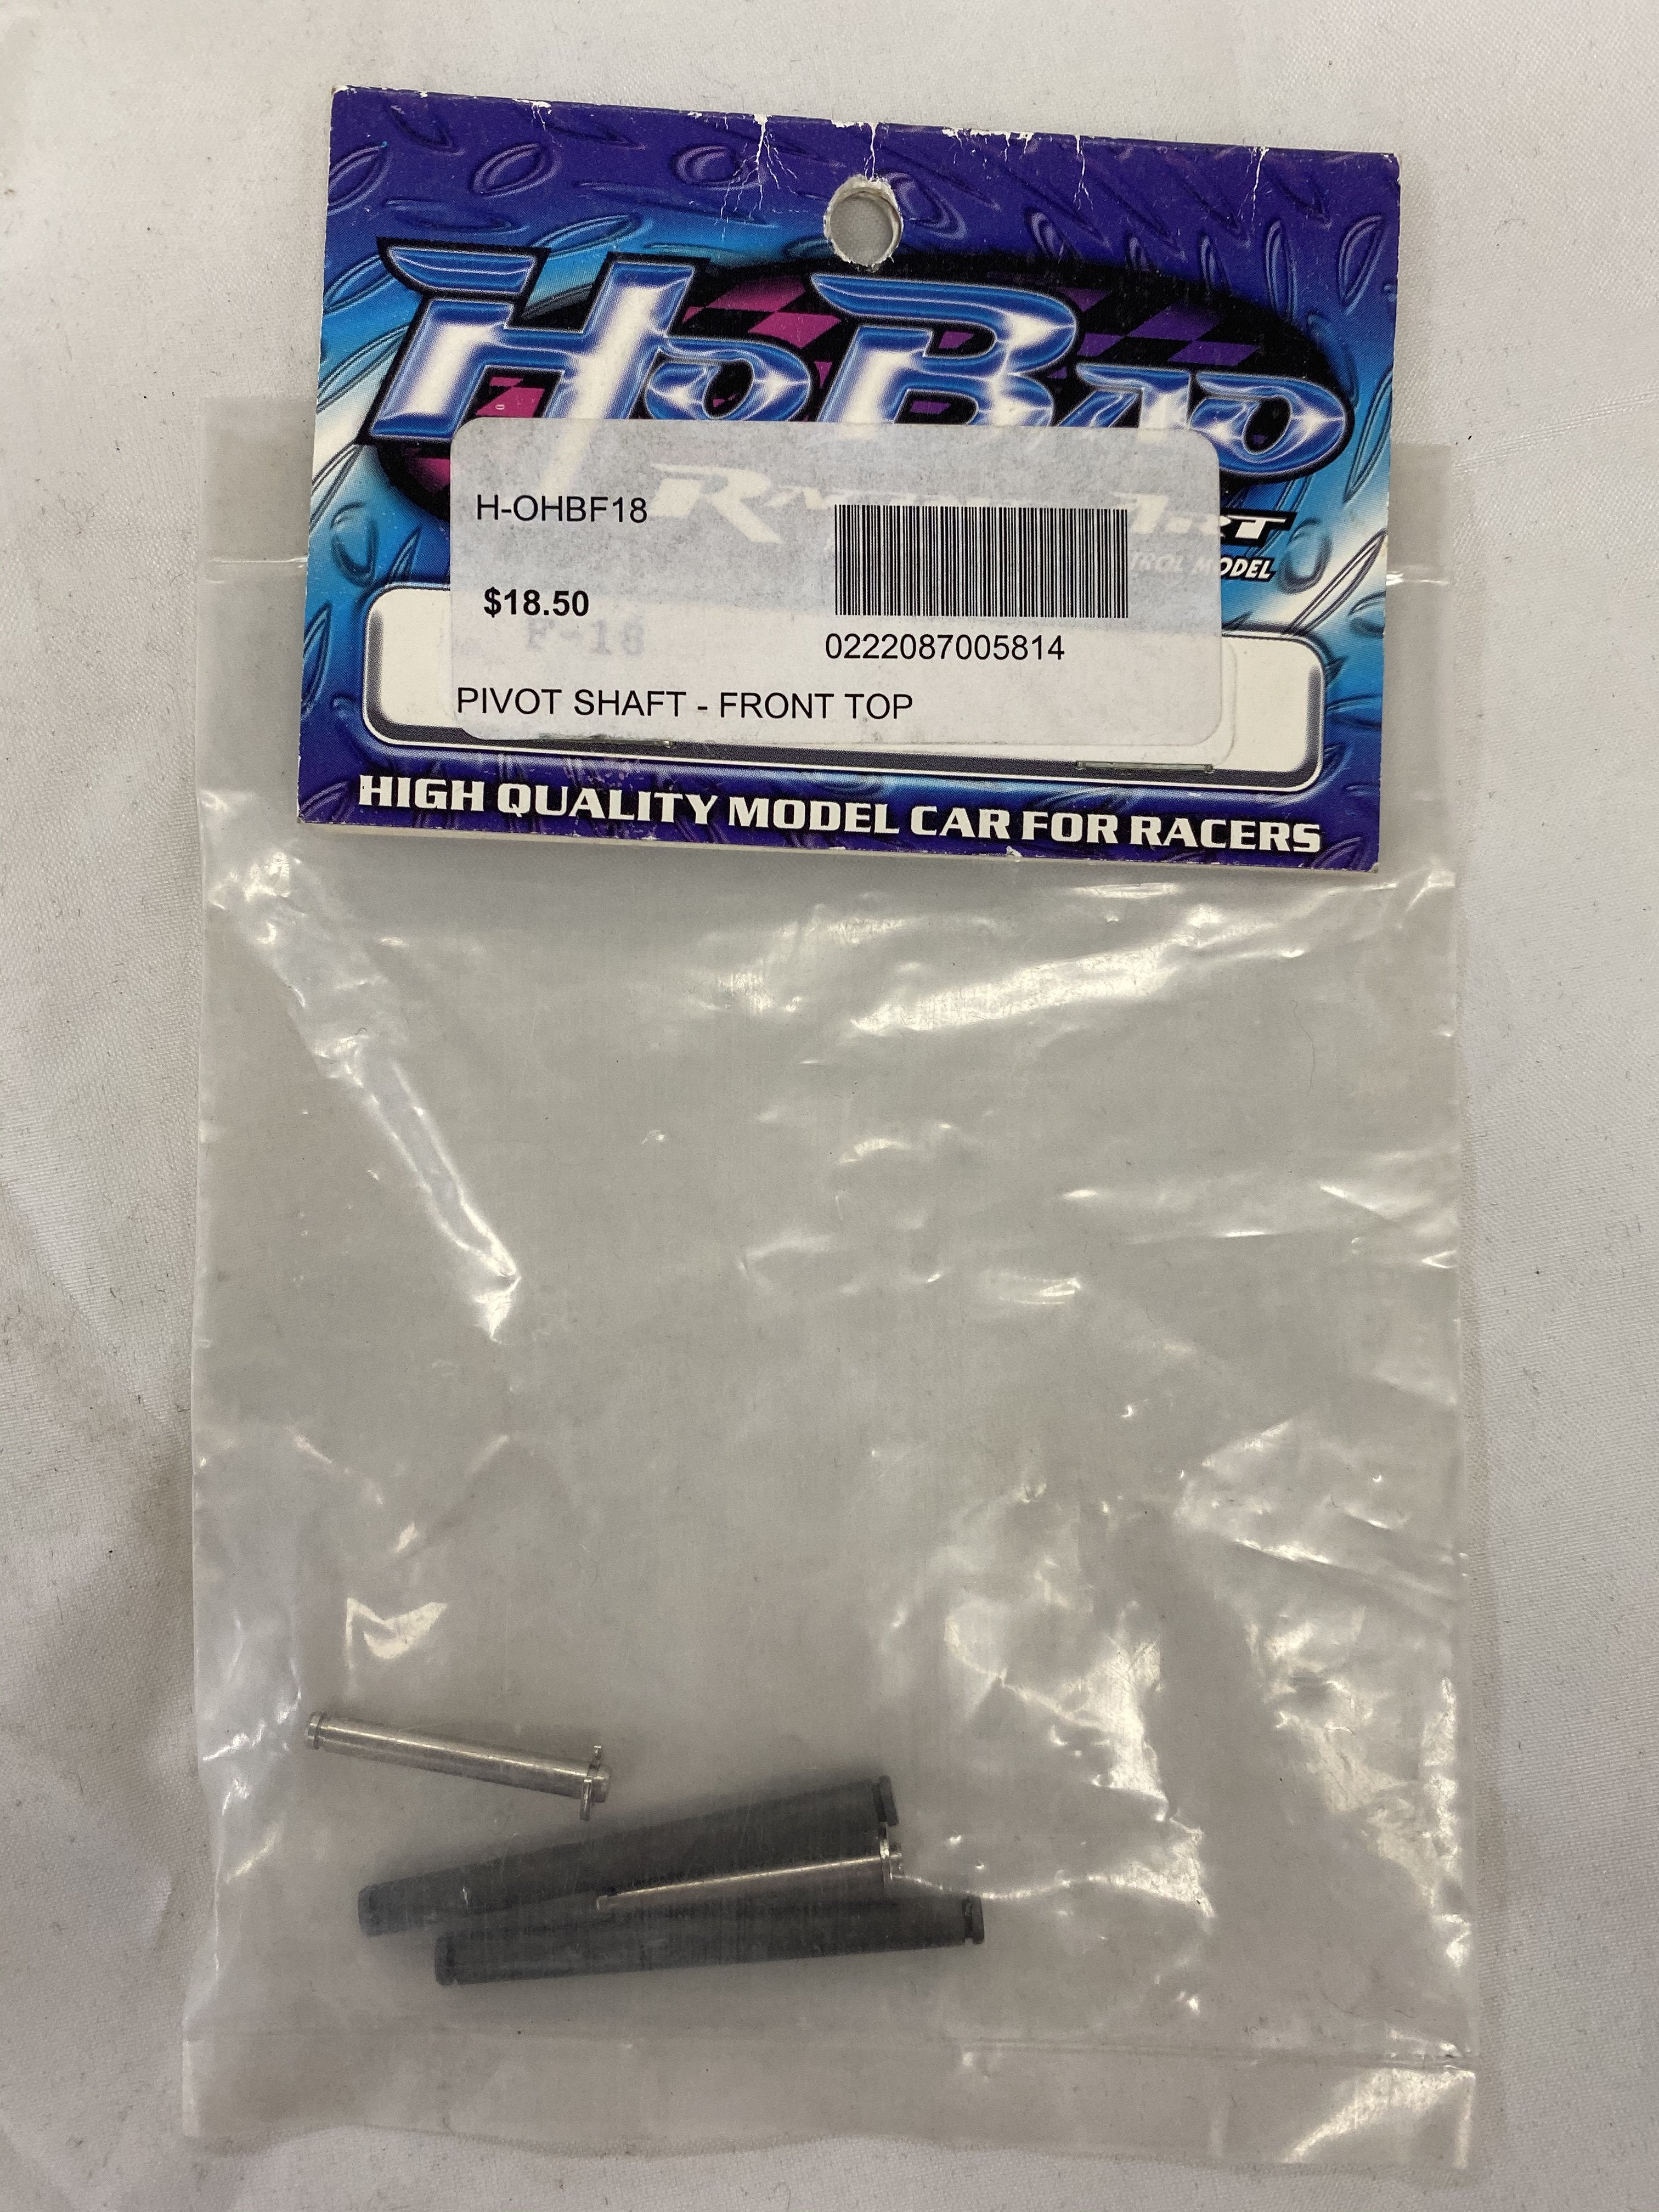 HoBao
H-OHBF18
$18.50
F-18
0222087005814
PIVOT SHAFT - FRONT TOP
HIGH QUALITY MODEL CAR FOR RACERS